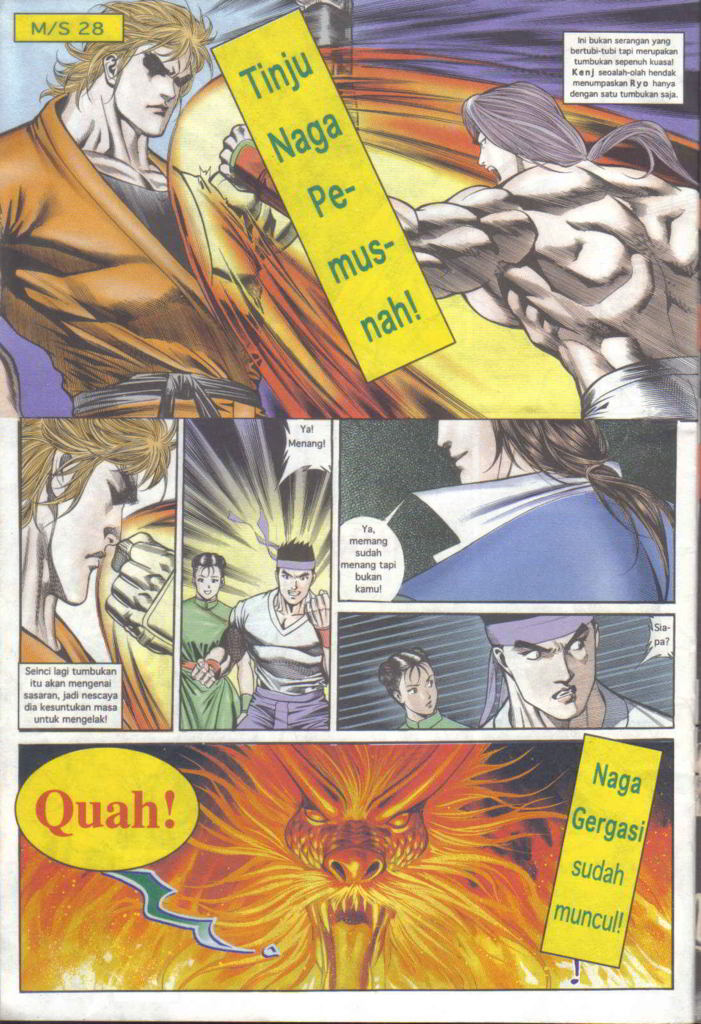 M/S 28
Tinju
Naga
Pe-
mus-
nah!
Ini bukan serangan yang
bertubi-tubi tapi merupakan
tumbukan sepenuh kuasa!
Kenj seoalah-olah hendak
menumpaskan Ryo hanya
dengan satu tumbukan saja.
Seinci lagi tumbukan
itu akan mengenai
sasaran, jadi nescaya
dia kesuntukan masa
untuk mengelak!
Ya!
Menang!
Ya,
memang
sudah
menang tapi
bukan
kamu!
Sia-
pa?
Quah!
Naga
Gergasi
sudah
muncul!
!